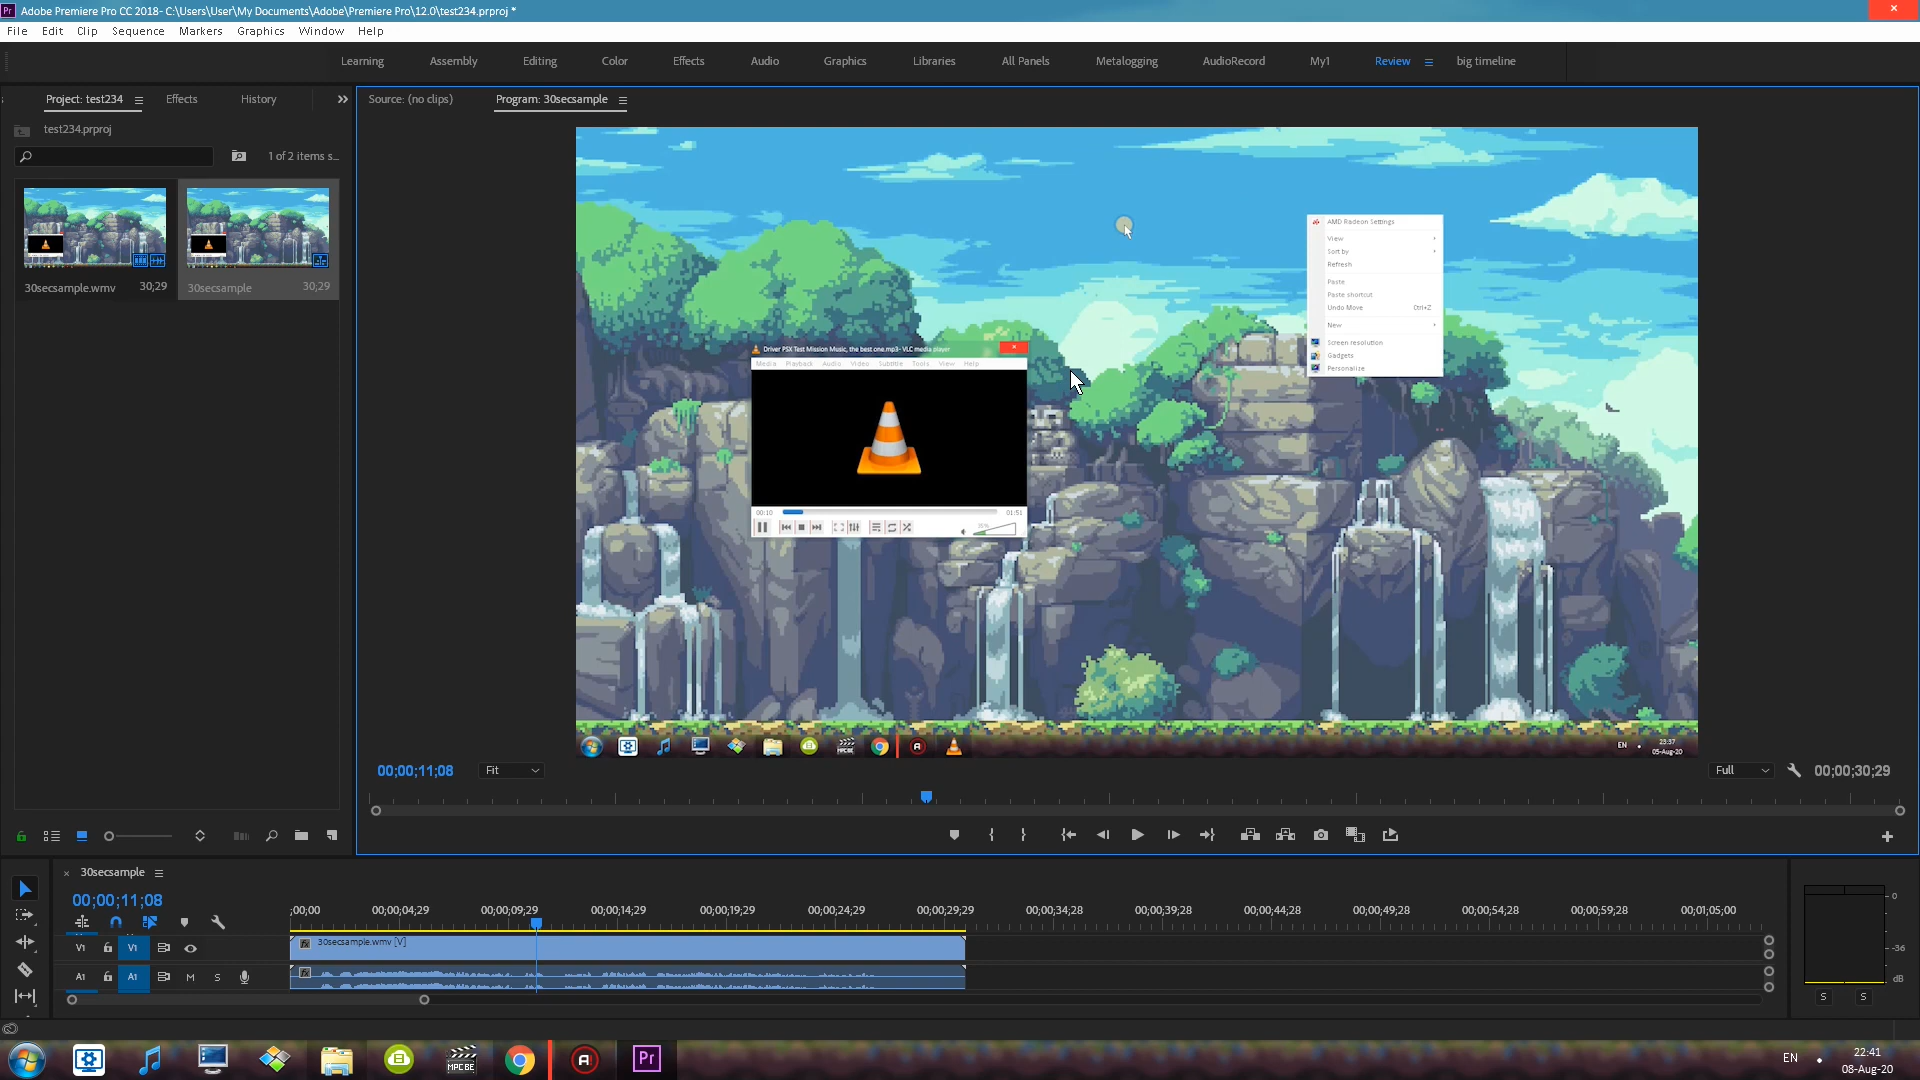 Adobe Premiere Pro CC 2018- C:\Users\User\My Documents\Adobe\Premiere Pro\12.0\test234.prproj *
File Edit Clip Sequence Markers Graphics Window Help
Learning Assembly Editing Color Effects Audio Graphics Libraries All Panels Metalogging AudioRecord My1 Review big timeline
Project: test234 Effects History
Source: (no clips) Program: 30secsample
test234.prproj
1 of 2 items s...
30secsample.wmv 30;29
30secsample 30;29
AMD Radeon Settings
View
Sort by
Refresh
Paste
Paste shortcut
Undo Move Ctrl+Z
New
Screen resolution
Gadgets
Personalize
Driver PSX Test Mission Music, the best one.mp3- VLC media player
Media Playback Audio Video Subtitle Tools View Help
00:10 01:51
EN 23:37
05-Aug-20
00;00;11;08 Fit Full 00;00;30;29
30secsample
00;00;11;08
;00;00 00;00;04;29 00;00;09;29 00;00;14;29 00;00;19;29 00;00;24;29 00;00;29;29 00;00;34;28 00;00;39;28 00;00;44;28 00;00;49;28 00;00;54;28 00;00;59;28 00;01;05;00
V1 V1 30secsample.wmv [V]
A1 A1 M S
0
-36
dB
S S
MPCBE
Pr
EN 22:41
08-Aug-20